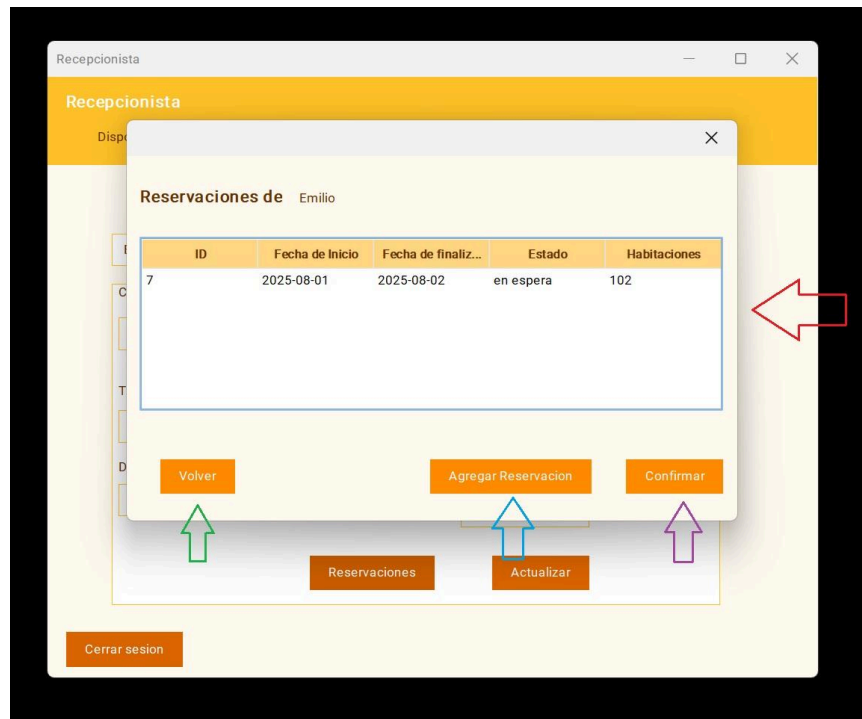 Recepcionista
Recepcionista
Reservaciones de Emilio
ID Fecha de Inicio Fecha de finaliz... Estado Habitaciones
7 2025-08-01 2025-08-02 en espera 102
Volver Agregar Reservacion Confirmar
Reservaciones Actualizar
Cerrar sesion